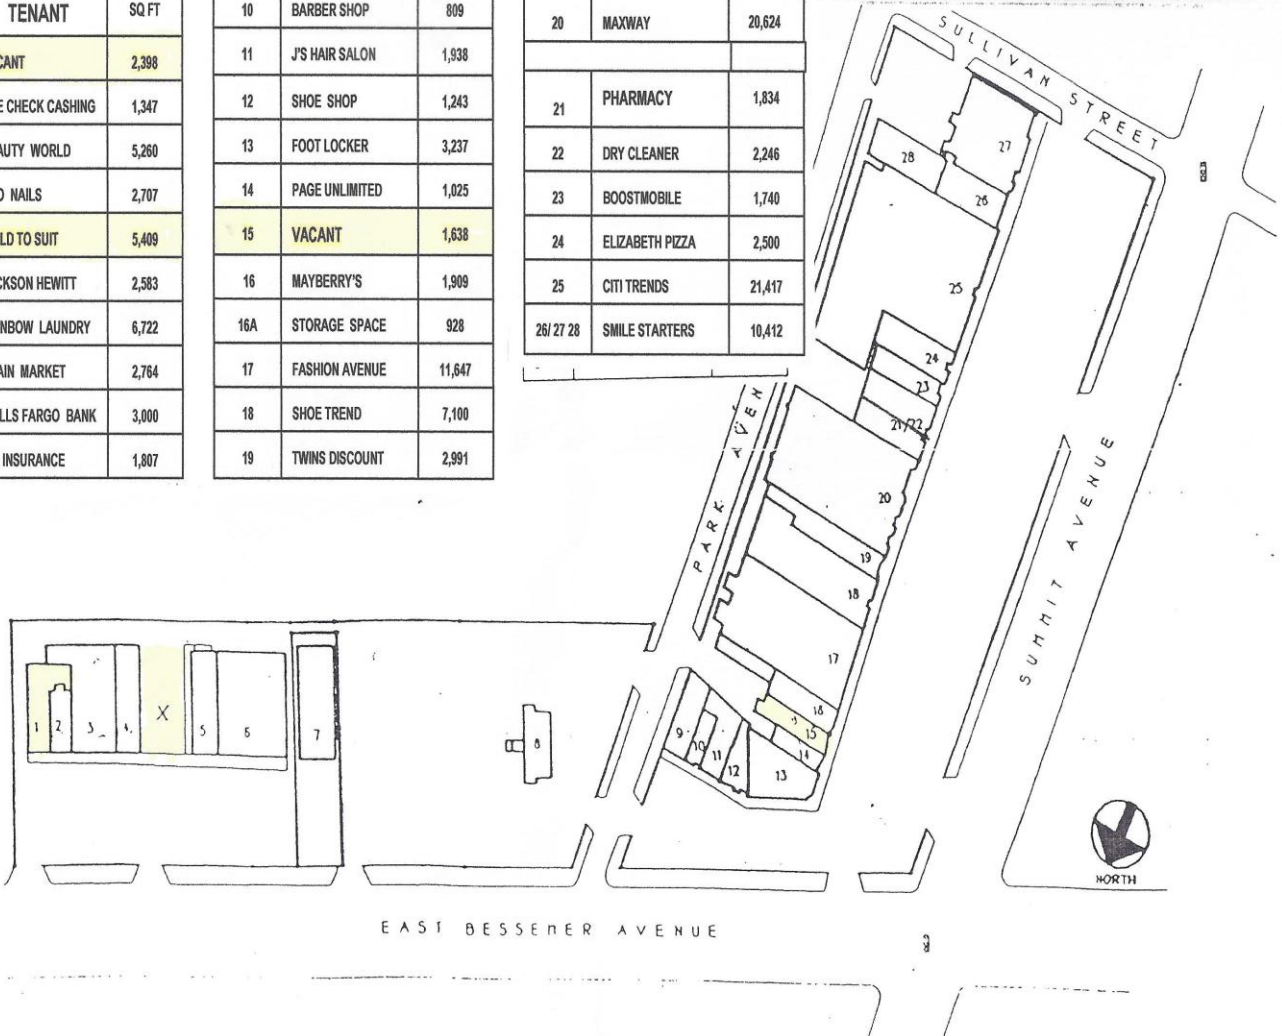 TENANT SQ FT
CANT 2,398
E CHECK CASHING 1,347
AUTY WORLD 5,260
O NAILS 2,707
LD TO SUIT 5,409
CKSON HEWITT 2,583
NBOW LAUNDRY 6,722
AIN MARKET 2,764
LLS FARGO BANK 3,000
INSURANCE 1,807
10 BARBER SHOP 809
11 J'S HAIR SALON 1,938
12 SHOE SHOP 1,243
13 FOOT LOCKER 3,237
14 PAGE UNLIMITED 1,025
15 VACANT 1,638
16 MAYBERRY'S 1,909
16A STORAGE SPACE 928
17 FASHION AVENUE 11,647
18 SHOE TREND 7,100
19 TWINS DISCOUNT 2,991
20 MAXWAY 20,624
21 PHARMACY 1,834
22 DRY CLEANER 2,246
23 BOOSTMOBILE 1,740
24 ELIZABETH PIZZA 2,500
25 CITI TRENDS 21,417
26/ 27 28 SMILE STARTERS 10,412
SULLIVAN STREET
27
28
26
25
24
23
21/22
20
19
18
17
18
15
14
13
12
11
10
9
PARK AVEN
SUMMIT AVENUE
1
2
3
4
X
5
6
7
8
NORTH
EAST BESSEMER AVENUE